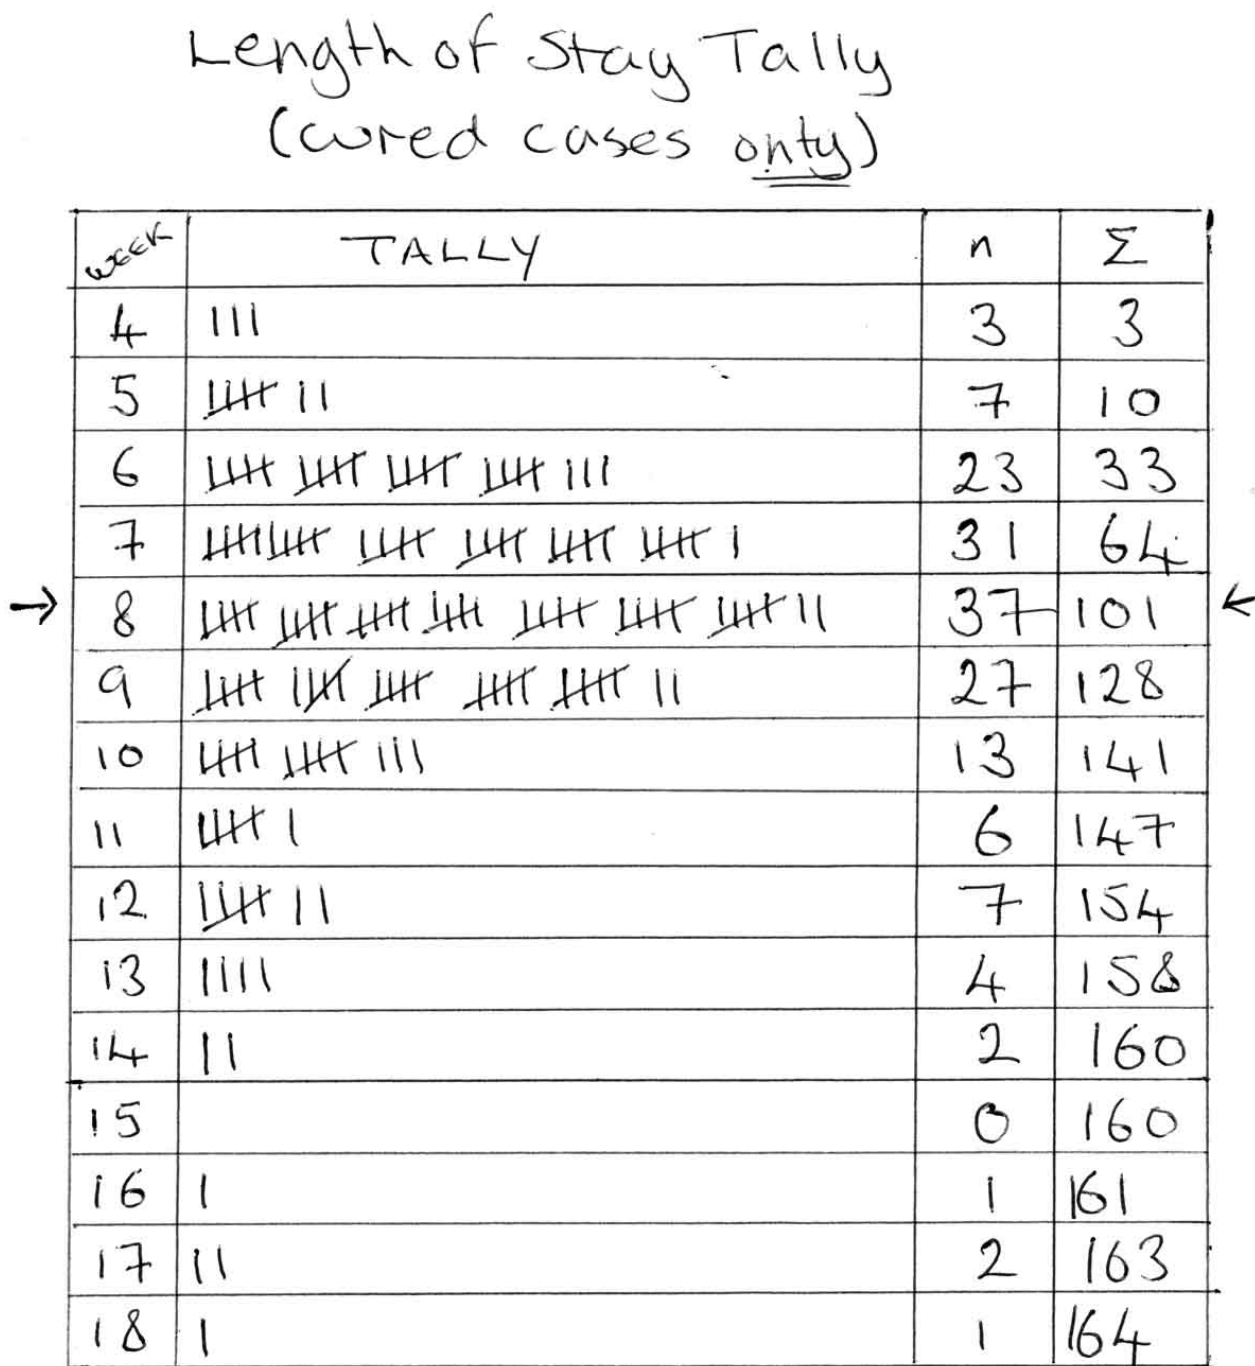 Length of Stay Tally
(cured cases only)
WEEK TALLY n Σ
4 III 3 3
5 ~~IIII~~ II 7 10
6 ~~IIII~~ ~~IIII~~ ~~IIII~~ ~~IIII~~ III 23 33
7 ~~IIII~~ ~~IIII~~ ~~IIII~~ ~~IIII~~ ~~IIII~~ ~~IIII~~ I 31 64
→ 8 ~~IIII~~ ~~IIII~~ ~~IIII~~ ~~IIII~~ ~~IIII~~ ~~IIII~~ ~~IIII~~ II 37 101 ←
9 ~~IIII~~ ~~IIII~~ ~~IIII~~ ~~IIII~~ ~~IIII~~ II 27 128
10 ~~IIII~~ ~~IIII~~ III 13 141
11 ~~IIII~~ I 6 147
12 ~~IIII~~ II 7 154
13 IIII 4 158
14 II 2 160
15 0 160
16 I 1 161
17 II 2 163
18 I 1 164